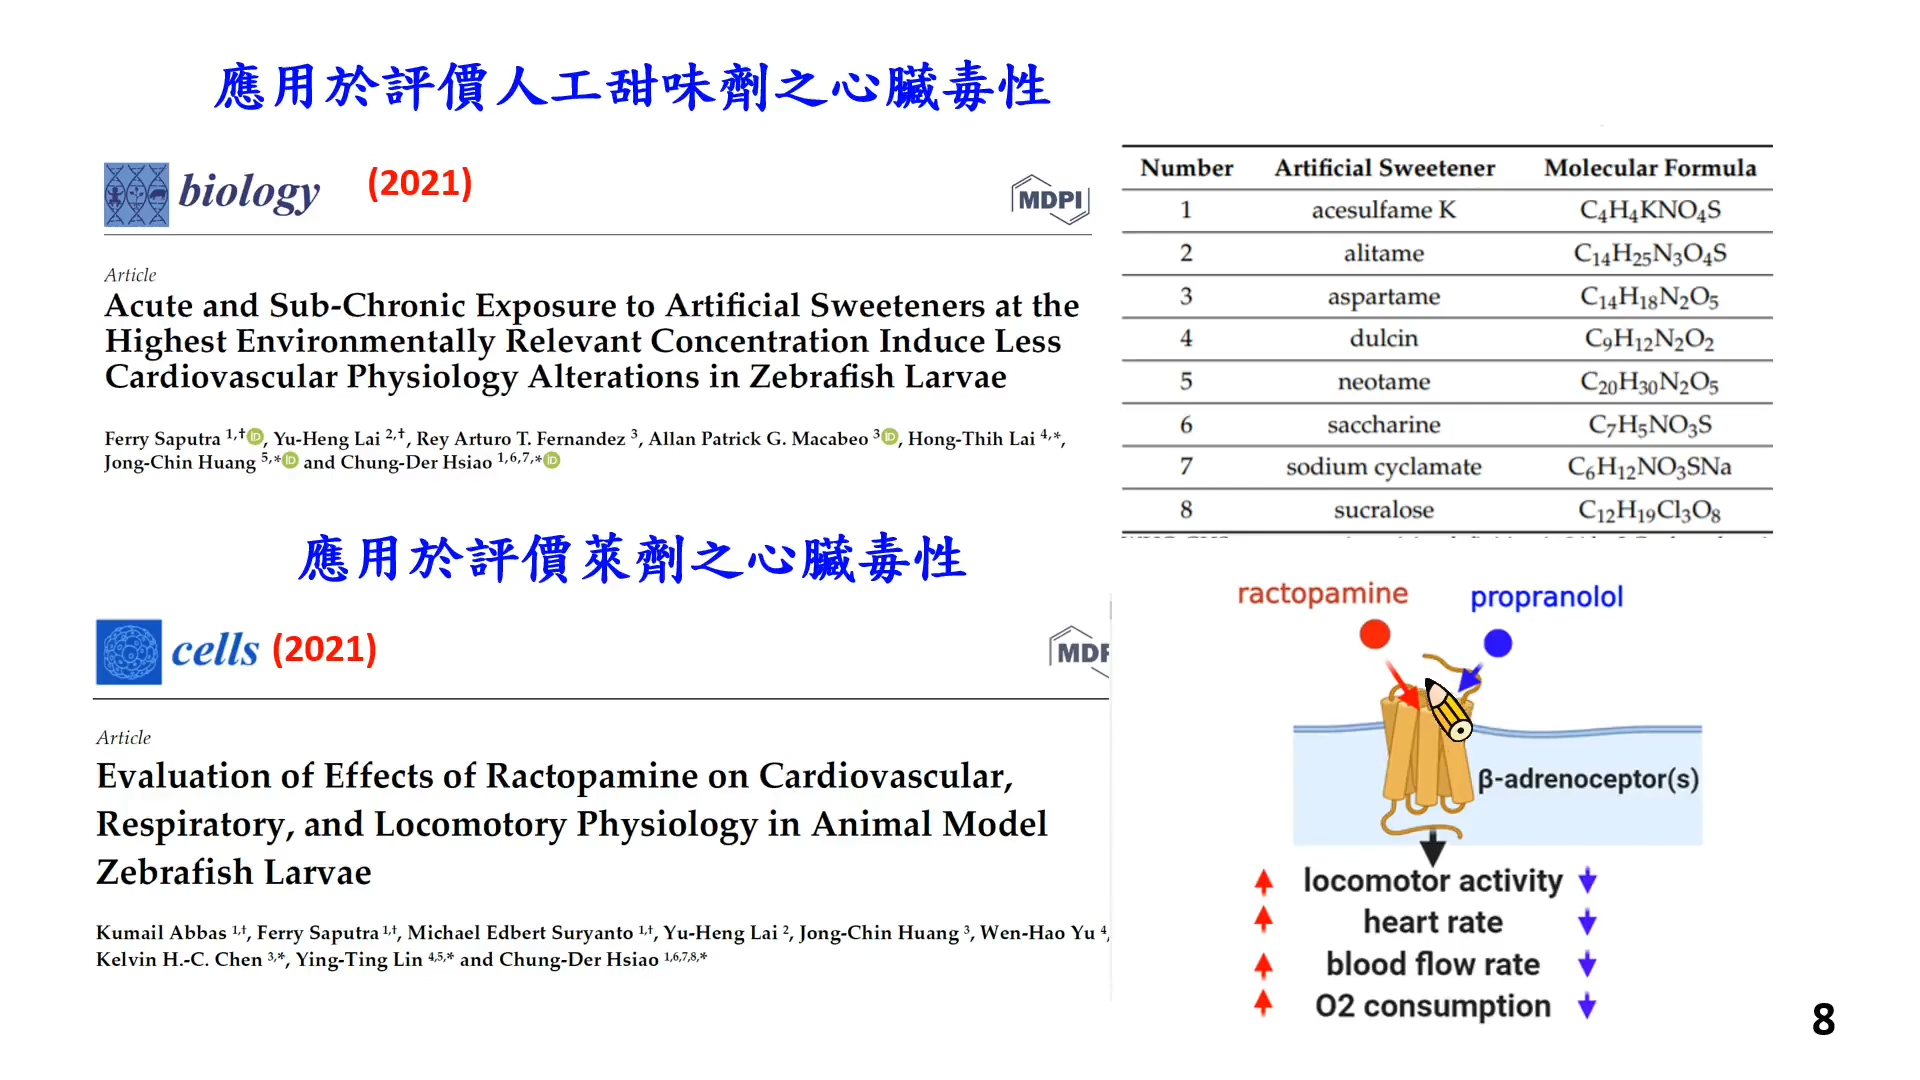 應用於評價人工甜味劑之心臟毒性
biology (2021) MDPI
Article
Acute and Sub-Chronic Exposure to Artificial Sweeteners at the
Highest Environmentally Relevant Concentration Induce Less
Cardiovascular Physiology Alterations in Zebrafish Larvae
Ferry Saputra 1,† iD, Yu-Heng Lai 2,†, Rey Arturo T. Fernandez 3, Allan Patrick G. Macabeo 3 iD, Hong-Thih Lai 4,*,
Jong-Chin Huang 5,* iD and Chung-Der Hsiao 1,6,7,* iD
Number Artificial Sweetener Molecular Formula
1 acesulfame K C₄H₄KNO₄S
2 alitame C₁₄H₂₅N₃O₄S
3 aspartame C₁₄H₁₈N₂O₅
4 dulcin C₉H₁₂N₂O₂
5 neotame C₂₀H₃₀N₂O₅
6 saccharine C₇H₅NO₃S
7 sodium cyclamate C₆H₁₂NO₃SNa
8 sucralose C₁₂H₁₉Cl₃O₈
應用於評價萊劑之心臟毒性
cells (2021) MDP
Article
Evaluation of Effects of Ractopamine on Cardiovascular,
Respiratory, and Locomotory Physiology in Animal Model
Zebrafish Larvae
Kumail Abbas 1,†, Ferry Saputra 1,†, Michael Edbert Suryanto 1,†, Yu-Heng Lai 2, Jong-Chin Huang 3, Wen-Hao Yu 4,
Kelvin H.-C. Chen 3,*, Ying-Ting Lin 4,5,* and Chung-Der Hsiao 1,6,7,8,*
ractopamine propranolol
β-adrenoceptor(s)
locomotor activity
heart rate
blood flow rate
O2 consumption
8